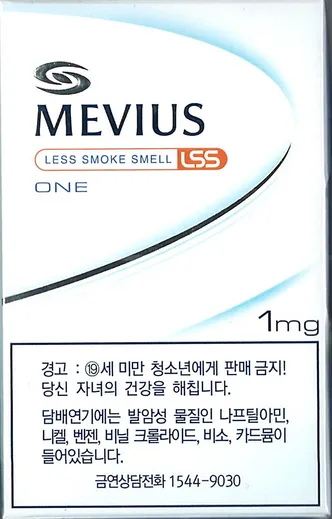 MEVIUS
LESS SMOKE SMELL LSS
ONE
1mg
경고 : ⑲세 미만 청소년에게 판매 금지!
당신 자녀의 건강을 해칩니다.
담배연기에는 발암성 물질인 나프틸아민,
니켈, 벤젠, 비닐 크롤라이드, 비소, 카드뮴이
들어있습니다.
금연상담전화 1544-9030